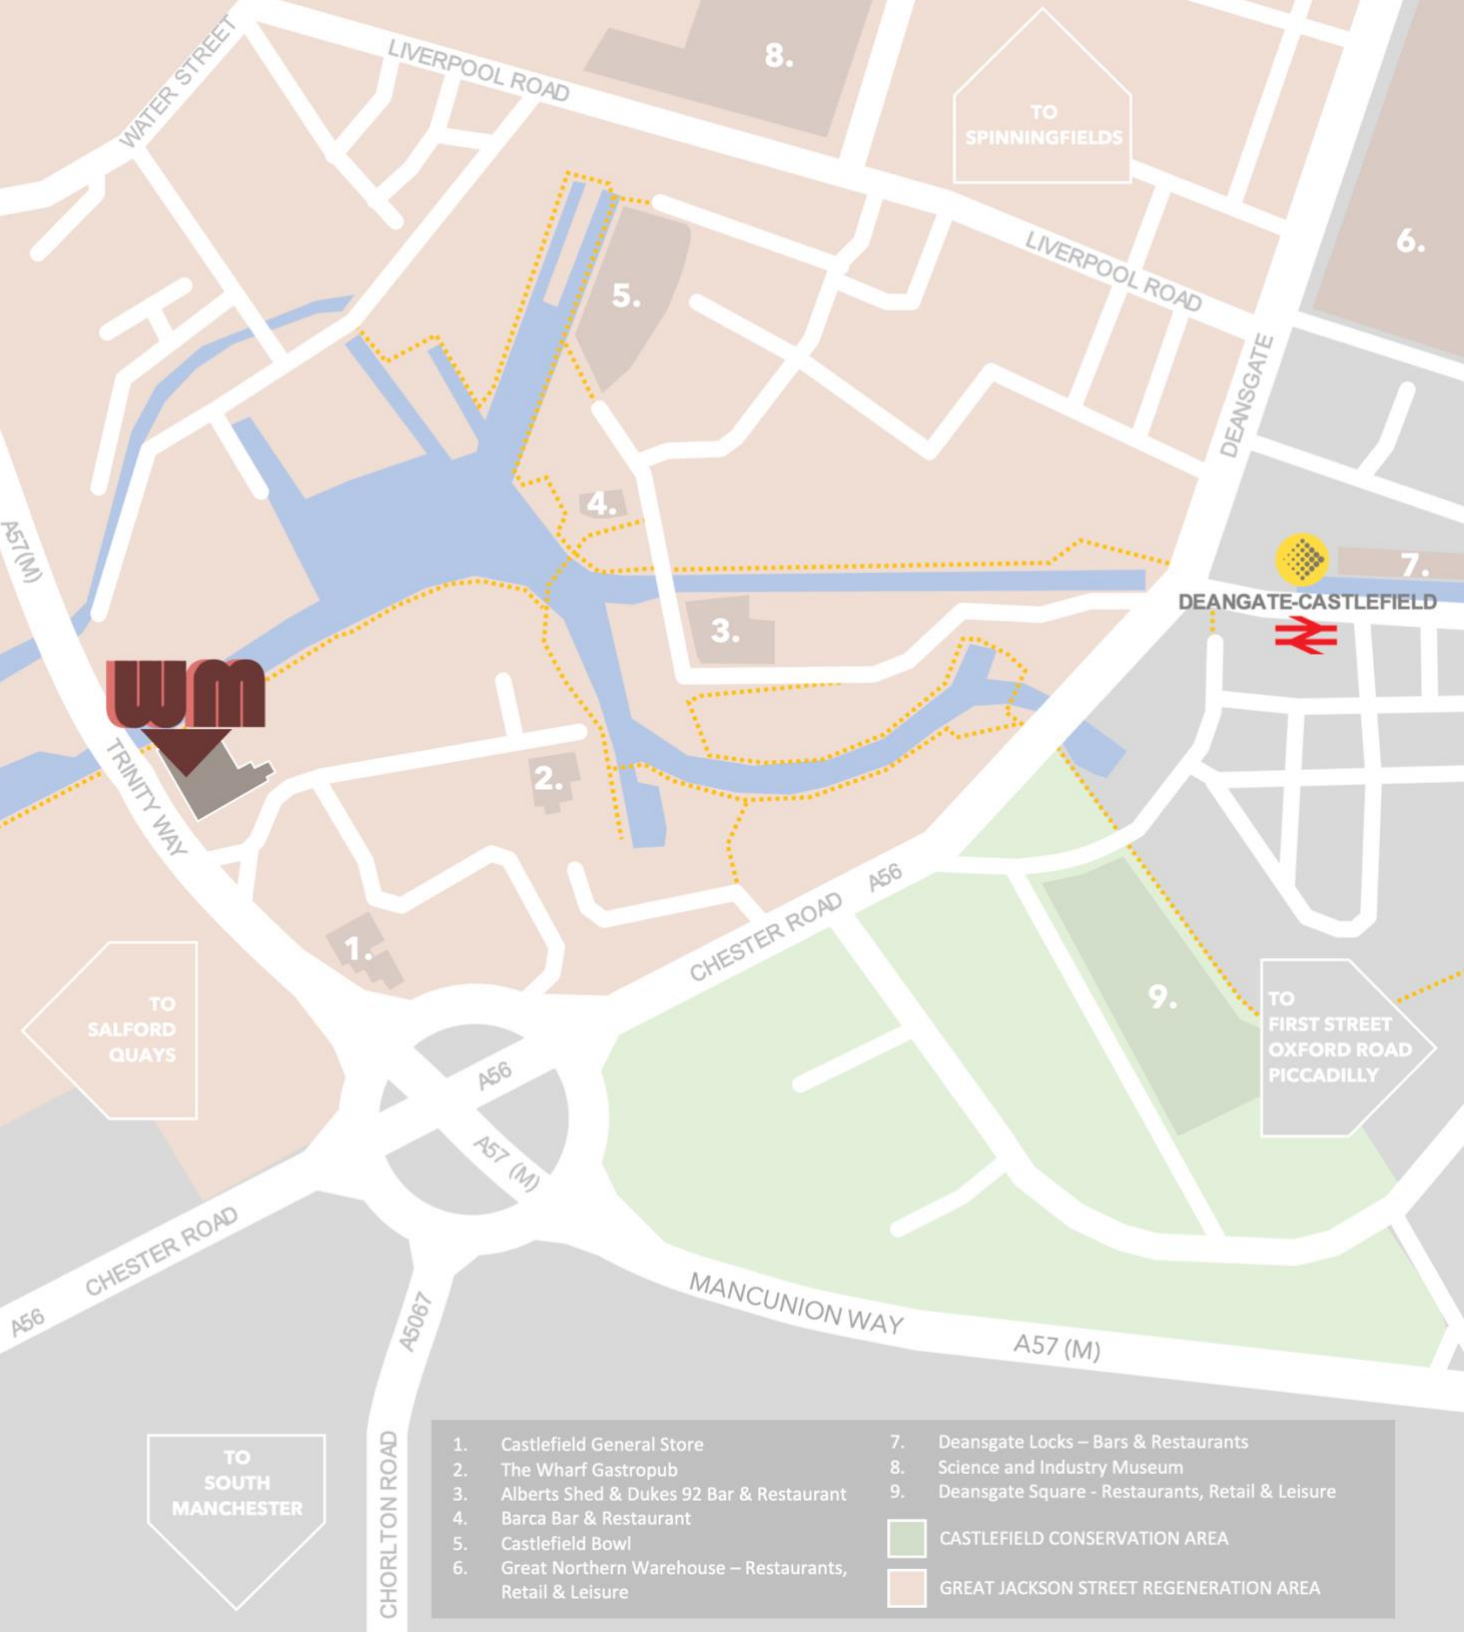 WATER STREET
LIVERPOOL ROAD
8.
TO
SPINNINGFIELDS
6.
LIVERPOOL ROAD
5.
DEANSGATE
4.
A57(M)
7.
DEANGATE-CASTLEFIELD
3.
wm
TRINITY WAY
2.
A56
CHESTER ROAD
1.
9.
TO
SALFORD
QUAYS
TO
FIRST STREET
OXFORD ROAD
PICCADILLY
A56
A57 (M)
CHESTER ROAD
A56
A5067
MANCUNION WAY
A57 (M)
CHORLTON ROAD
TO
SOUTH
MANCHESTER
1. Castlefield General Store
2. The Wharf Gastropub
3. Alberts Shed & Dukes 92 Bar & Restaurant
4. Barca Bar & Restaurant
5. Castlefield Bowl
6. Great Northern Warehouse – Restaurants,
Retail & Leisure
7. Deansgate Locks – Bars & Restaurants
8. Science and Industry Museum
9. Deansgate Square - Restaurants, Retail & Leisure
CASTLEFIELD CONSERVATION AREA
GREAT JACKSON STREET REGENERATION AREA